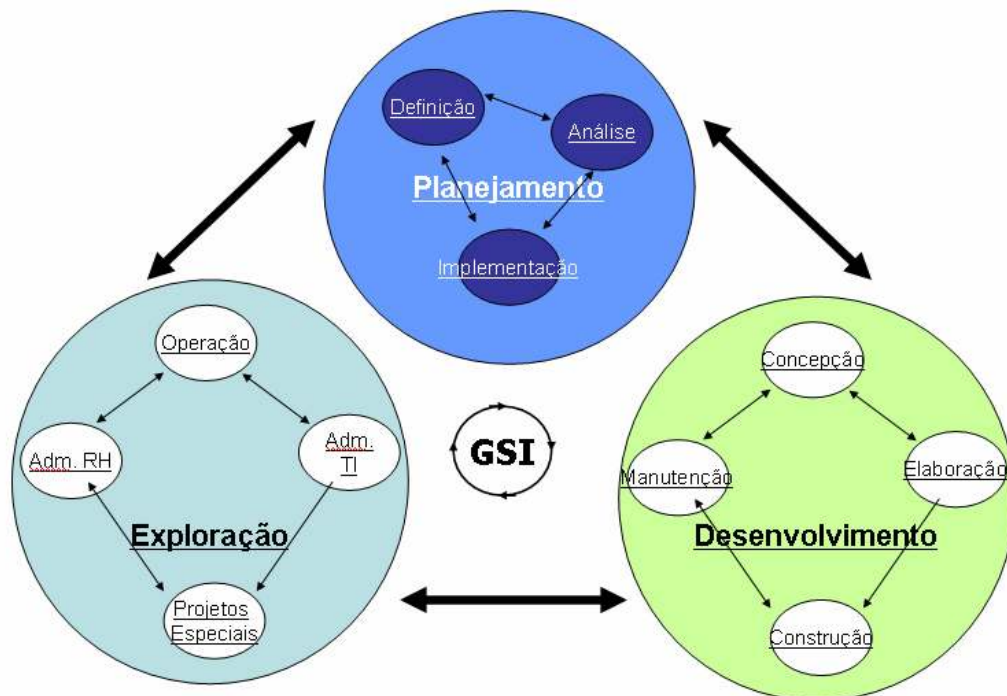 Definição
Análise
Planejamento
Implementação
Operação
Adm. RH
Adm.
TI
Exploração
Projetos
Especiais
GSI
Concepção
Manutenção
Elaboração
Desenvolvimento
Construção